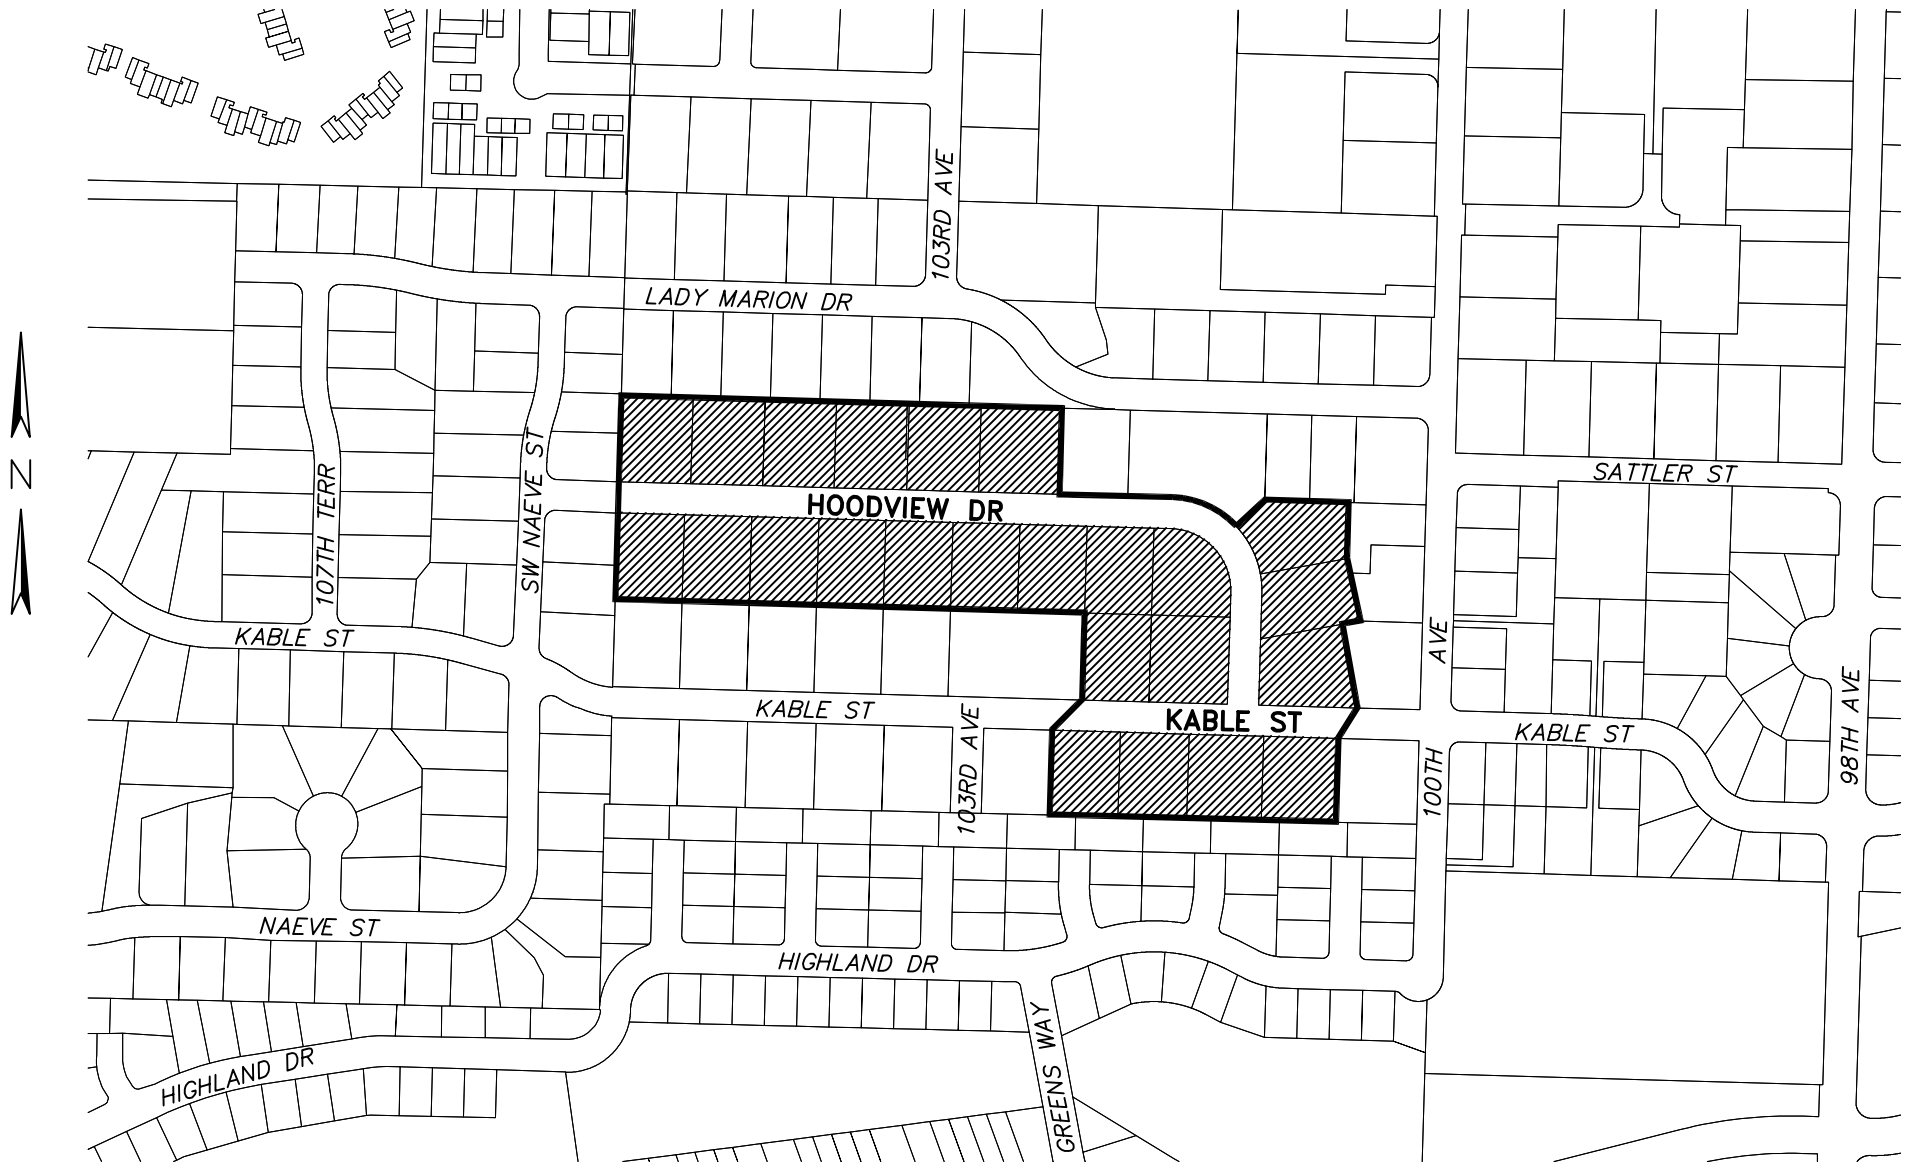 103RD AVE
LADY MARION DR
N
SATTLER ST
SW NAEVE ST
107TH TERR
HOODVIEW DR
KABLE ST
AVE
98TH AVE
KABLE ST
103RD AVE
KABLE ST
KABLE ST
100TH
NAEVE ST
HIGHLAND DR
GREENS WAY
HIGHLAND DR